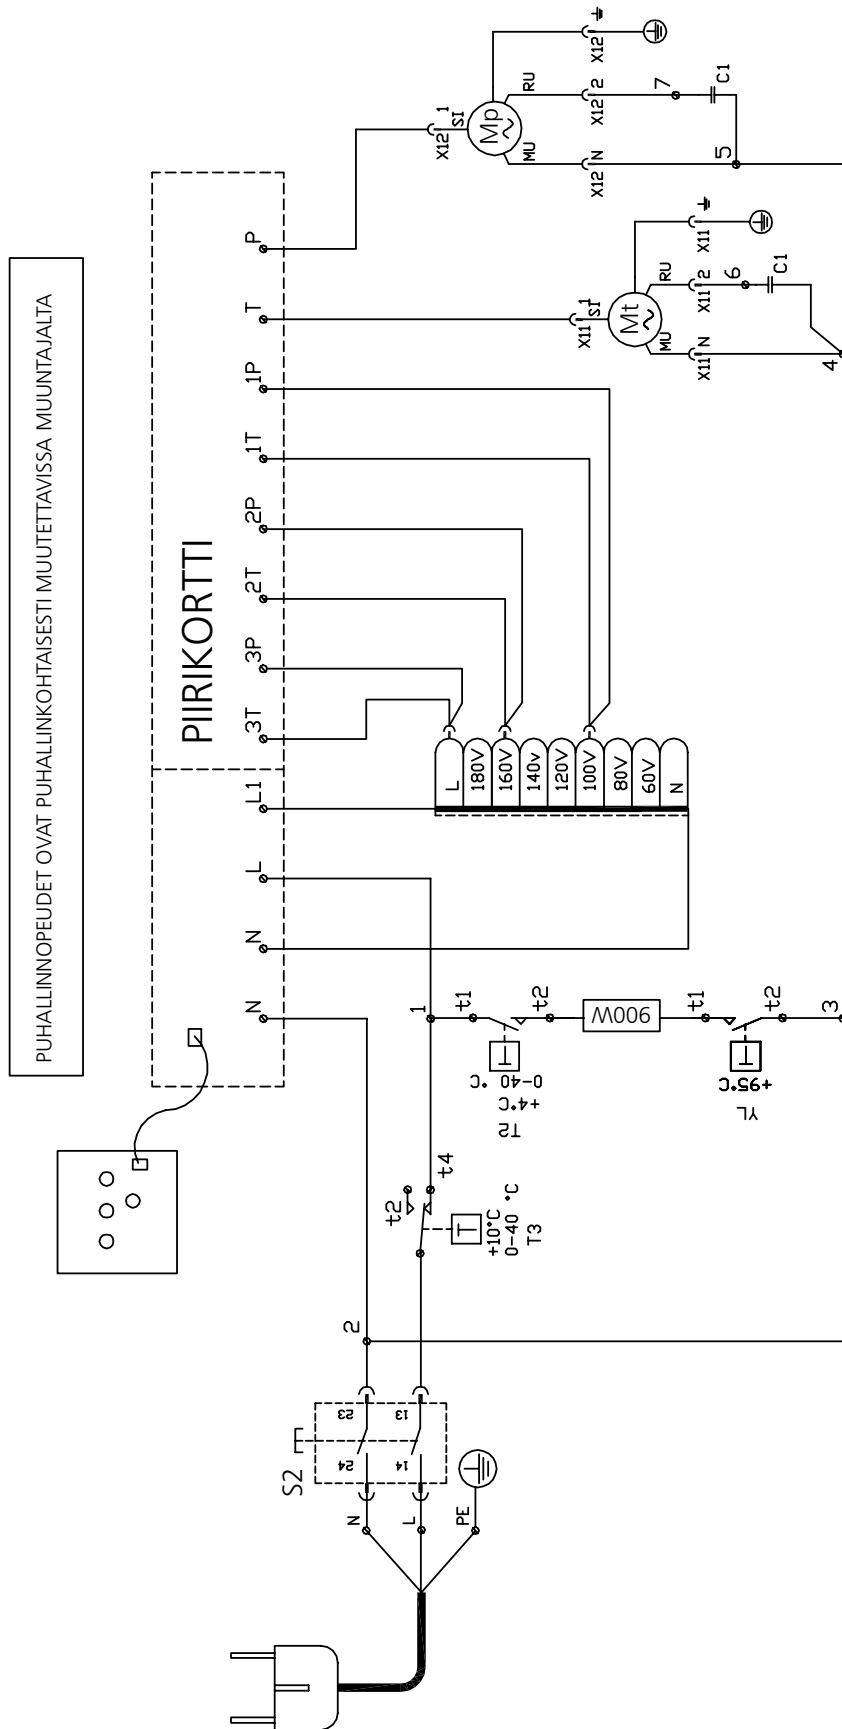 PUHALLINNOPEUDET OVAT PUHALLINKOHTAISESTI MUUTETTAVISSA MUUNTAJALTA
PIIRIKORTTI
N
N
L
L1
3T
3P
2T
2P
1T
1P
T
P
L
180V
160V
140v
120V
100V
80V
60V
N
X12
1
SI
Mp
MU
RU
X12 N
X12 2
X12
7
C1
5
X11
1
SI
Mt
MU
RU
X11 N
X11 2
X11
6
C1
4
1
t1
t2
900W
t1
t2
3
0-40 °C
+4°C
T2
+95°C
YL
t2
t4
+10°C
0-40 °C
T3
2
S2
23
24
13
14
N
L
PE